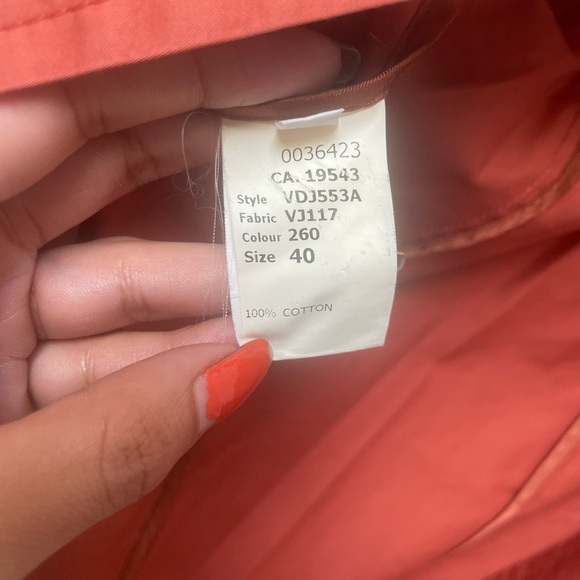 0036423
CA. 19543
Style VDJ553A
Fabric VJ117
Colour 260
Size 40
100% COTTON